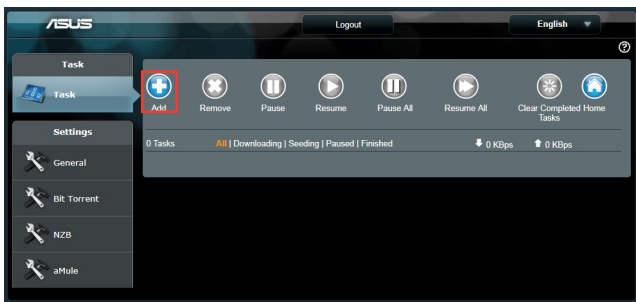 ASUS
Logout
English
Task
Task
Settings
General
Bit Torrent
NZB
aMule
Add
Remove
Pause
Resume
Pause All
Resume All
Clear Completed
Tasks
Home
0 Tasks
All | Downloading | Seeding | Paused | Finished
0 KBps
0 KBps